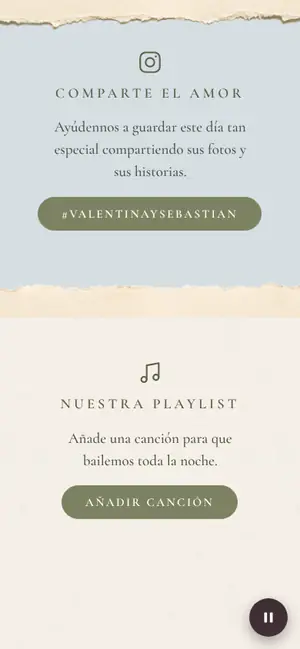 COMPARTE EL AMOR
Ayúdennos a guardar este día tan
especial compartiendo sus fotos y
sus historias.
#VALENTINAYSEBASTIAN
NUESTRA PLAYLIST
Añade una canción para que
bailemos toda la noche.
AÑADIR CANCIÓN